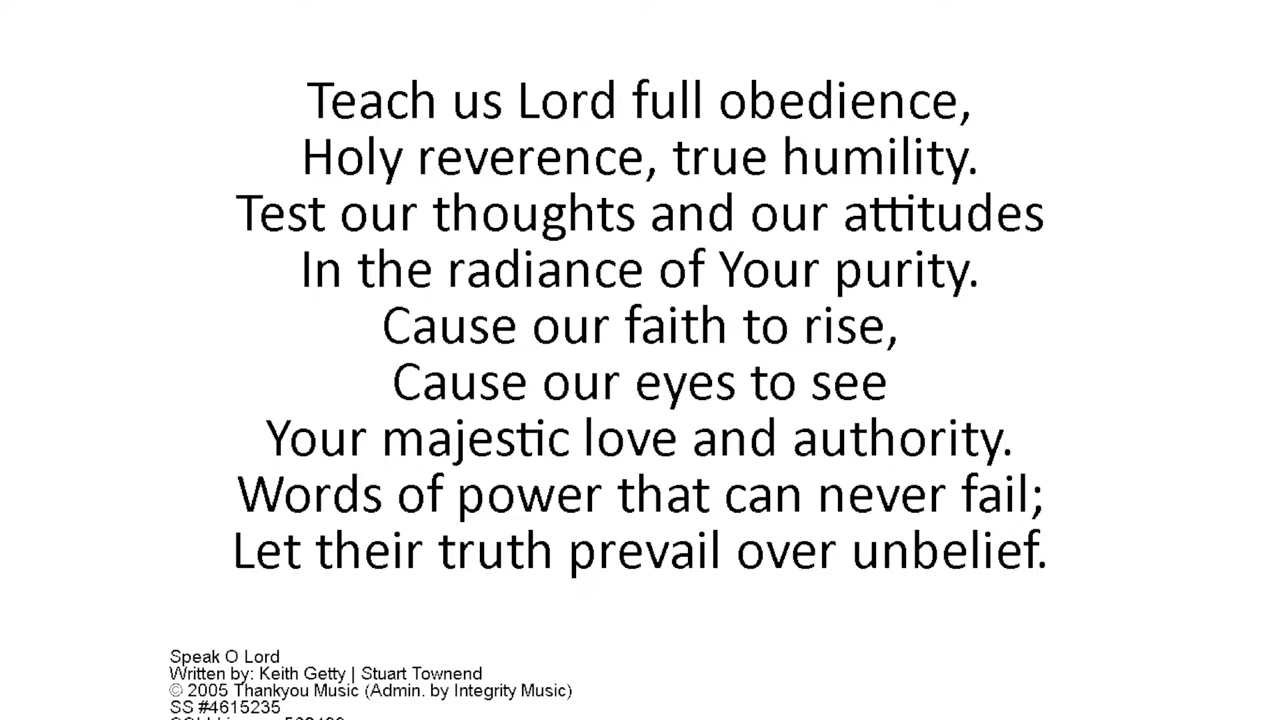 Teach us Lord full obedience,
Holy reverence, true humility.
Test our thoughts and our attitudes
In the radiance of Your purity.
Cause our faith to rise,
Cause our eyes to see
Your majestic love and authority.
Words of power that can never fail;
Let their truth prevail over unbelief.
Speak O Lord
Written by: Keith Getty | Stuart Townend
© 2005 Thankyou Music (Admin. by Integrity Music)
SS #4615235